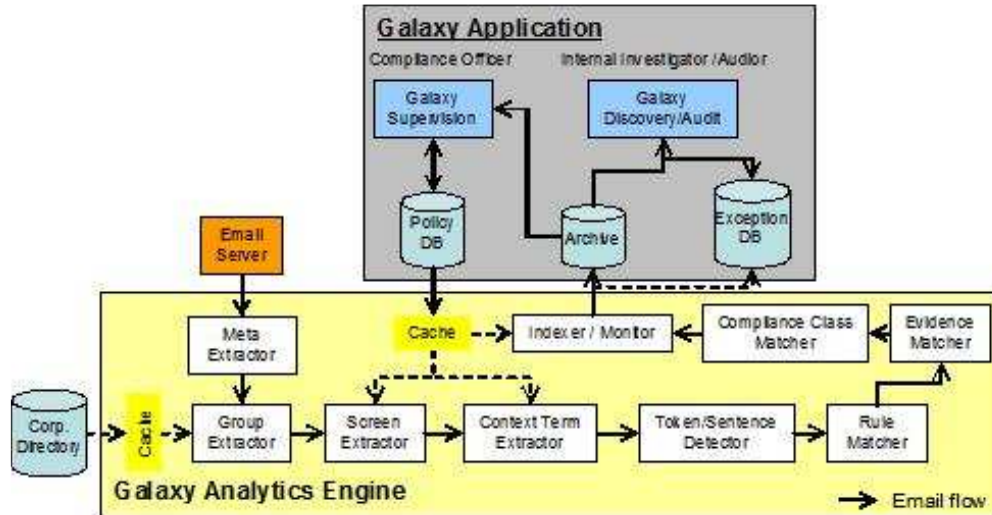 Galaxy Application
Compliance Officer
Internal Investigator /Audior
Galaxy
Supervision
Galaxy
Discovery/Audit
Policy
DB
Archive
Exception
DB
Email
Server
Meta
Extractor
Cache
Indexer / Monitor
Compliance Class
Matcher
Evidence
Matcher
Corp.
Directory
Cache
Group
Extractor
Screen
Extractor
Context Term
Extractor
Token/Sentence
Detector
Rule
Matcher
Galaxy Analytics Engine
Email flow